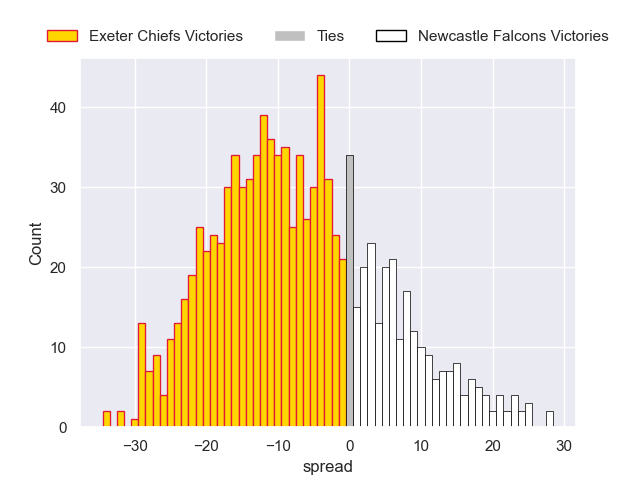 Exeter Chiefs Victories Ties Newcastle Falcons Victories
40
30
20
10
0
Count
−30 −20 −10 0 10 20 30
spread